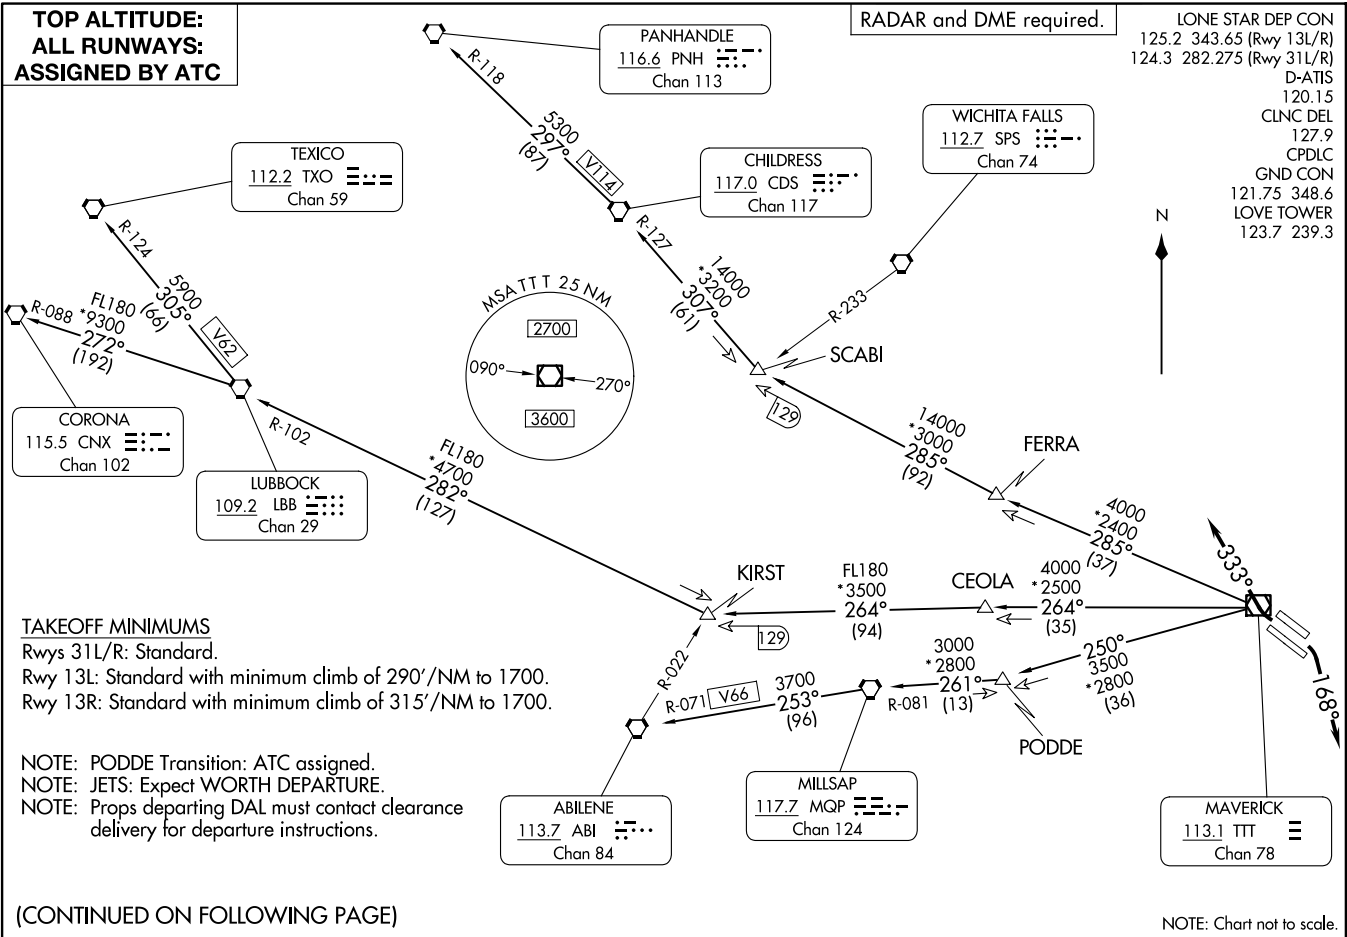 TOP ALTITUDE:
ALL RUNWAYS:
ASSIGNED BY ATC
RADAR and DME required.
LONE STAR DEP CON
125.2 343.65 (Rwy 13L/R)
124.3 282.275 (Rwy 31L/R)
D-ATIS
120.15
CLNC DEL
127.9
CPDLC
GND CON
121.75 348.6
LOVE TOWER
123.7 239.3
PANHANDLE
116.6 PNH
Chan 113
WICHITA FALLS
112.7 SPS
Chan 74
TEXICO
112.2 TXO
Chan 59
CHILDRESS
117.0 CDS
Chan 117
R-118
5300
297°
(87)
V114
R-127
14000
*3200
307°
(61)
R-233
SCABI
129
N
R-124
5900
305°
(66)
V62
R-088
FL180
*9300
272°
(192)
MSA TTT 25 NM
2700
090°
270°
3600
CORONA
115.5 CNX
Chan 102
LUBBOCK
109.2 LBB
Chan 29
R-102
FL180
*4700
282°
(127)
14000
*3000
285°
(92)
FERRA
4000
*2400
285°
(37)
333°
KIRST
129
FL180
*3500
264°
(94)
CEOLA
4000
*2500
264°
(35)
250°
3500
*2800
(36)
168°
R-022
R-071
V66
3700
253°
(96)
R-081
3000
*2800
261°
(13)
PODDE
TAKEOFF MINIMUMS
Rwys 31L/R: Standard.
Rwy 13L: Standard with minimum climb of 290'/NM to 1700.
Rwy 13R: Standard with minimum climb of 315'/NM to 1700.
NOTE: PODDE Transition: ATC assigned.
NOTE: JETS: Expect WORTH DEPARTURE.
NOTE: Props departing DAL must contact clearance
delivery for departure instructions.
ABILENE
113.7 ABI
Chan 84
MILLSAP
117.7 MQP
Chan 124
MAVERICK
113.1 TTT
Chan 78
(CONTINUED ON FOLLOWING PAGE)
NOTE: Chart not to scale.